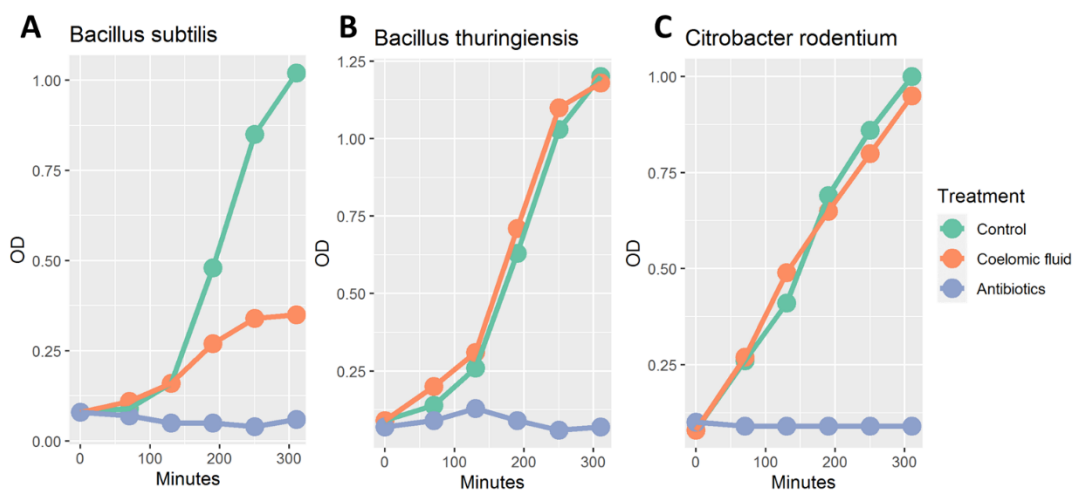 A
Bacillus subtilis
1.00
0.75
0.50
0.25
0.00
OD
0 100 200 300
Minutes
B
Bacillus thuringiensis
1.25
1.00
0.75
0.50
0.25
OD
0 100 200 300
Minutes
C
Citrobacter rodentium
1.00
0.75
0.50
0.25
OD
0 100 200 300
Minutes
Treatment
Control
Coelomic fluid
Antibiotics